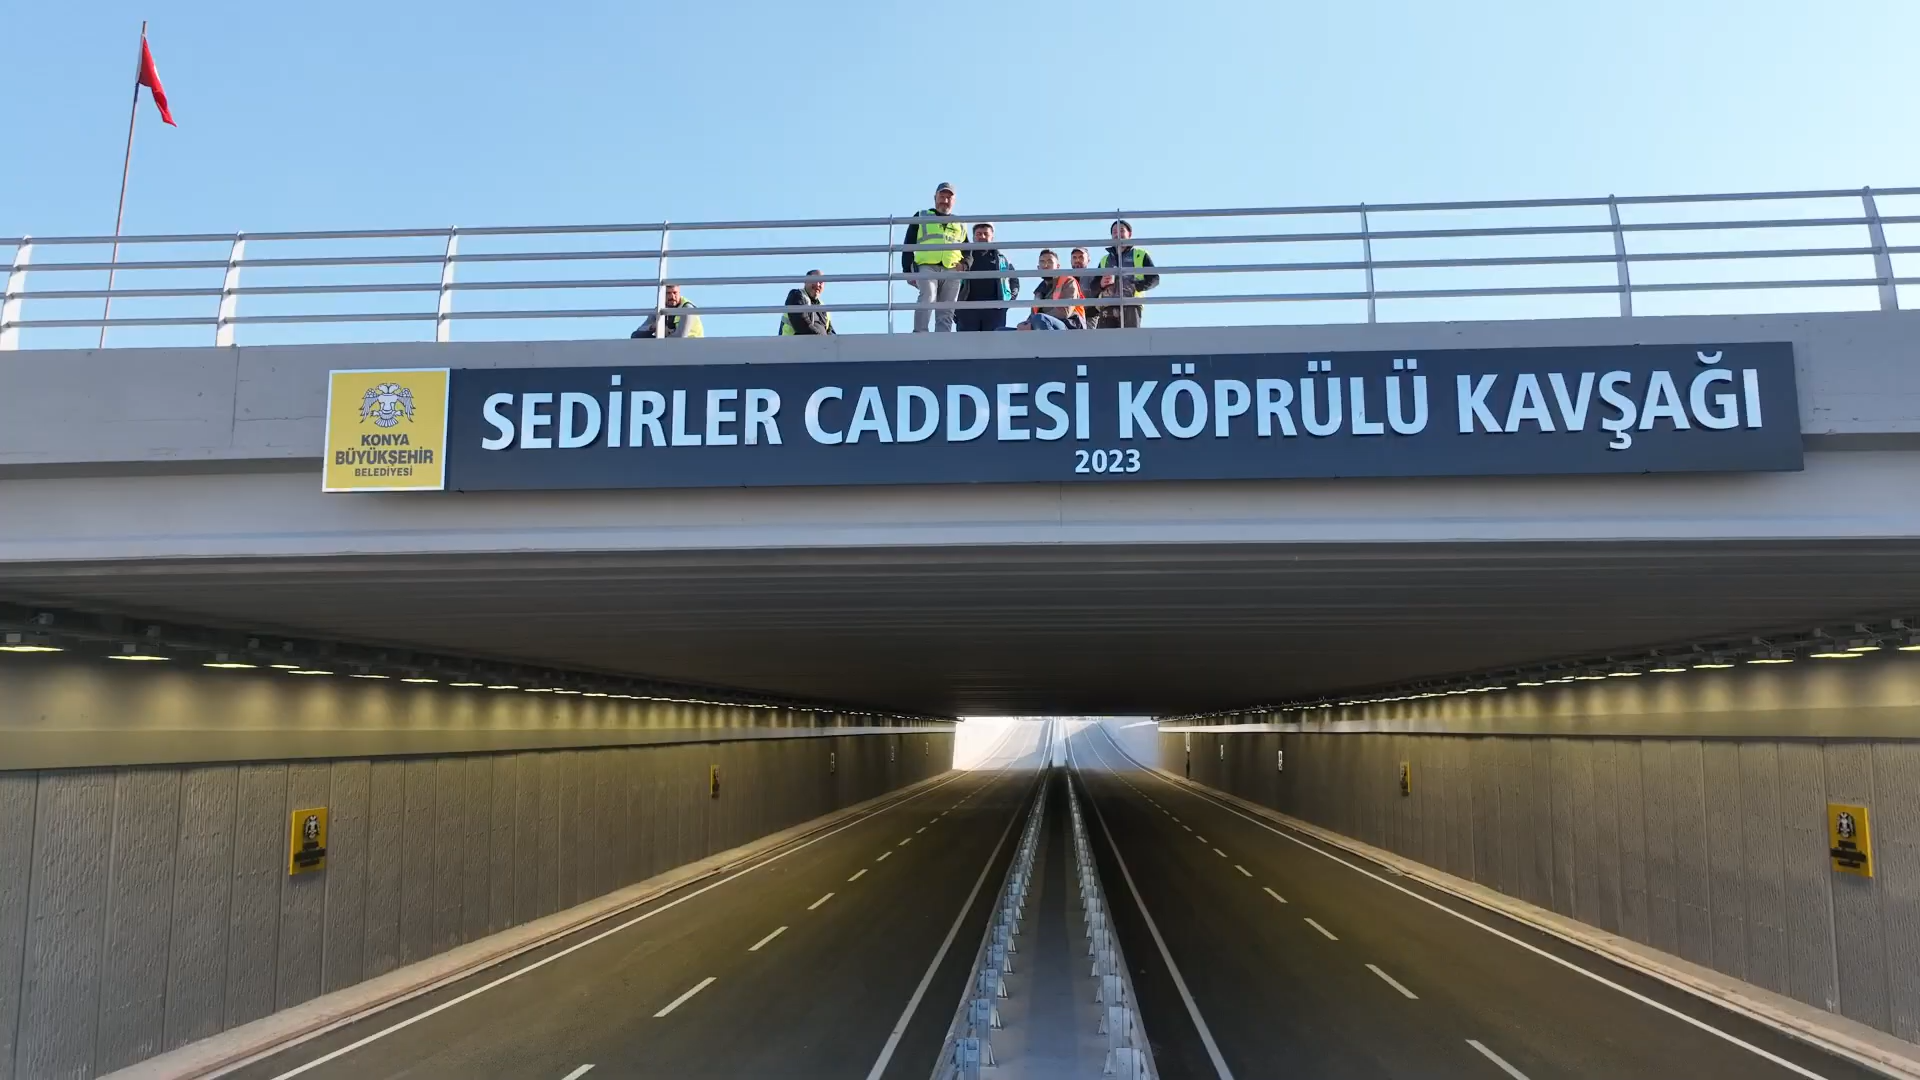 KONYA
BÜYÜKŞEHİR
BELEDİYESİ
SEDİRLER CADDESİ KÖPRÜLÜ KAVŞAĞI
2023